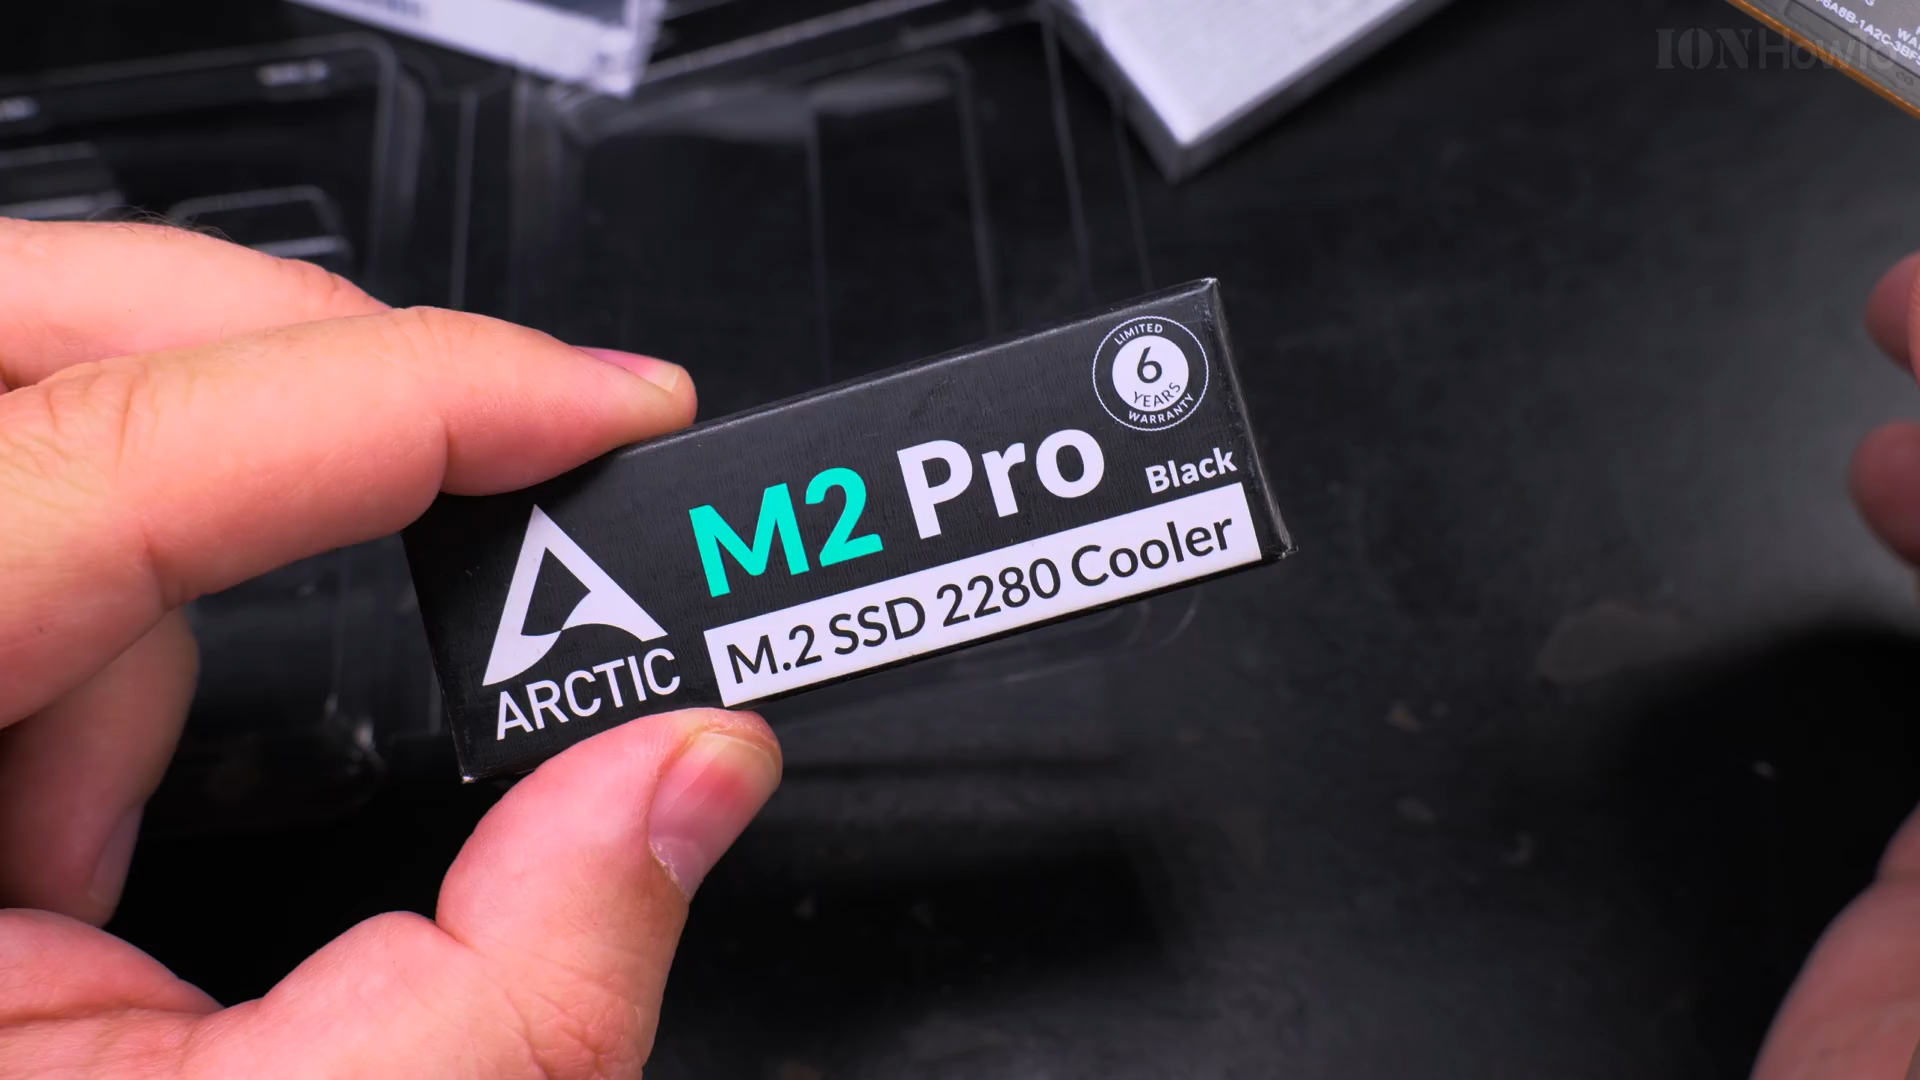 IONHowTo
LIMITED
6
YEARS
WARRANTY
M2 Pro
Black
M.2 SSD 2280 Cooler
ARCTIC